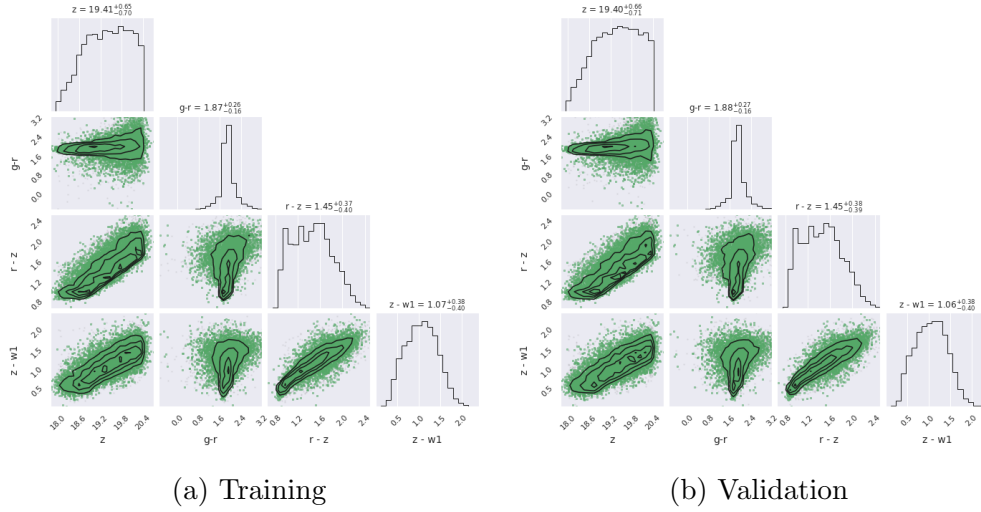 z = 19.41+0.65−0.70
g-r = 1.87+0.26−0.16
r - z = 1.45+0.37−0.40
z - w1 = 1.07+0.38−0.40
g-r
3.2
2.4
1.6
0.8
0.0
r - z
2.4
2.0
1.6
1.2
0.8
z - w1
2.0
1.5
1.0
0.5
18.0 18.6 19.2 19.8 20.4
0.0 0.8 1.6 2.4 3.2
0.8 1.2 1.6 2.0 2.4
0.5 1.0 1.5 2.0
z g-r r - z z - w1
(a) Training
z = 19.40+0.66−0.71
g-r = 1.88+0.27−0.16
r - z = 1.45+0.38−0.39
z - w1 = 1.06+0.38−0.40
g-r
3.2
2.4
1.6
0.8
0.0
r - z
2.4
2.0
1.6
1.2
0.8
z - w1
2.0
1.5
1.0
0.5
18.0 18.6 19.2 19.8 20.4
0.0 0.8 1.6 2.4 3.2
0.8 1.2 1.6 2.0 2.4
0.5 1.0 1.5 2.0
z g-r r - z z - w1
(b) Validation